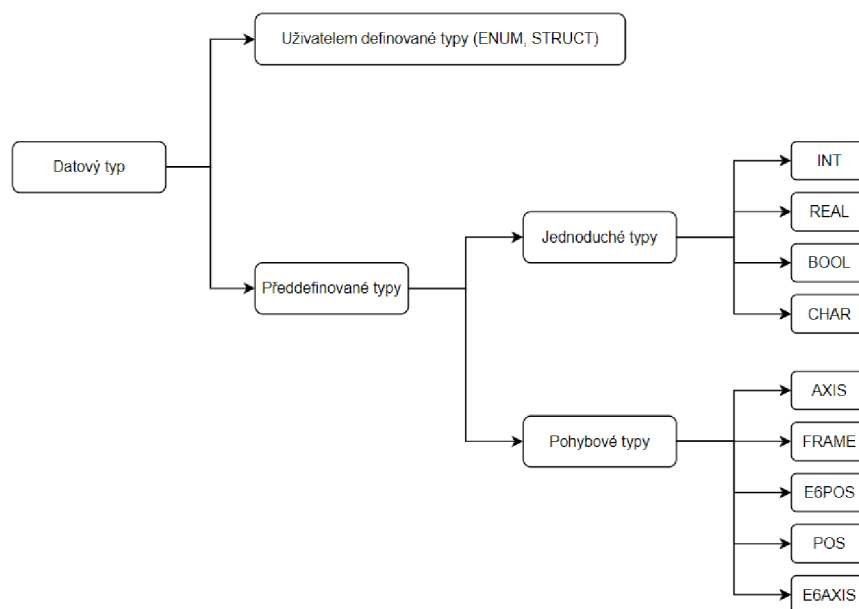 Uživatelem definované typy (ENUM, STRUCT)
Datový typ
Předdefinované typy
Jednoduché typy
INT
REAL
BOOL
CHAR
Pohybové typy
AXIS
FRAME
E6POS
POS
E6AXIS